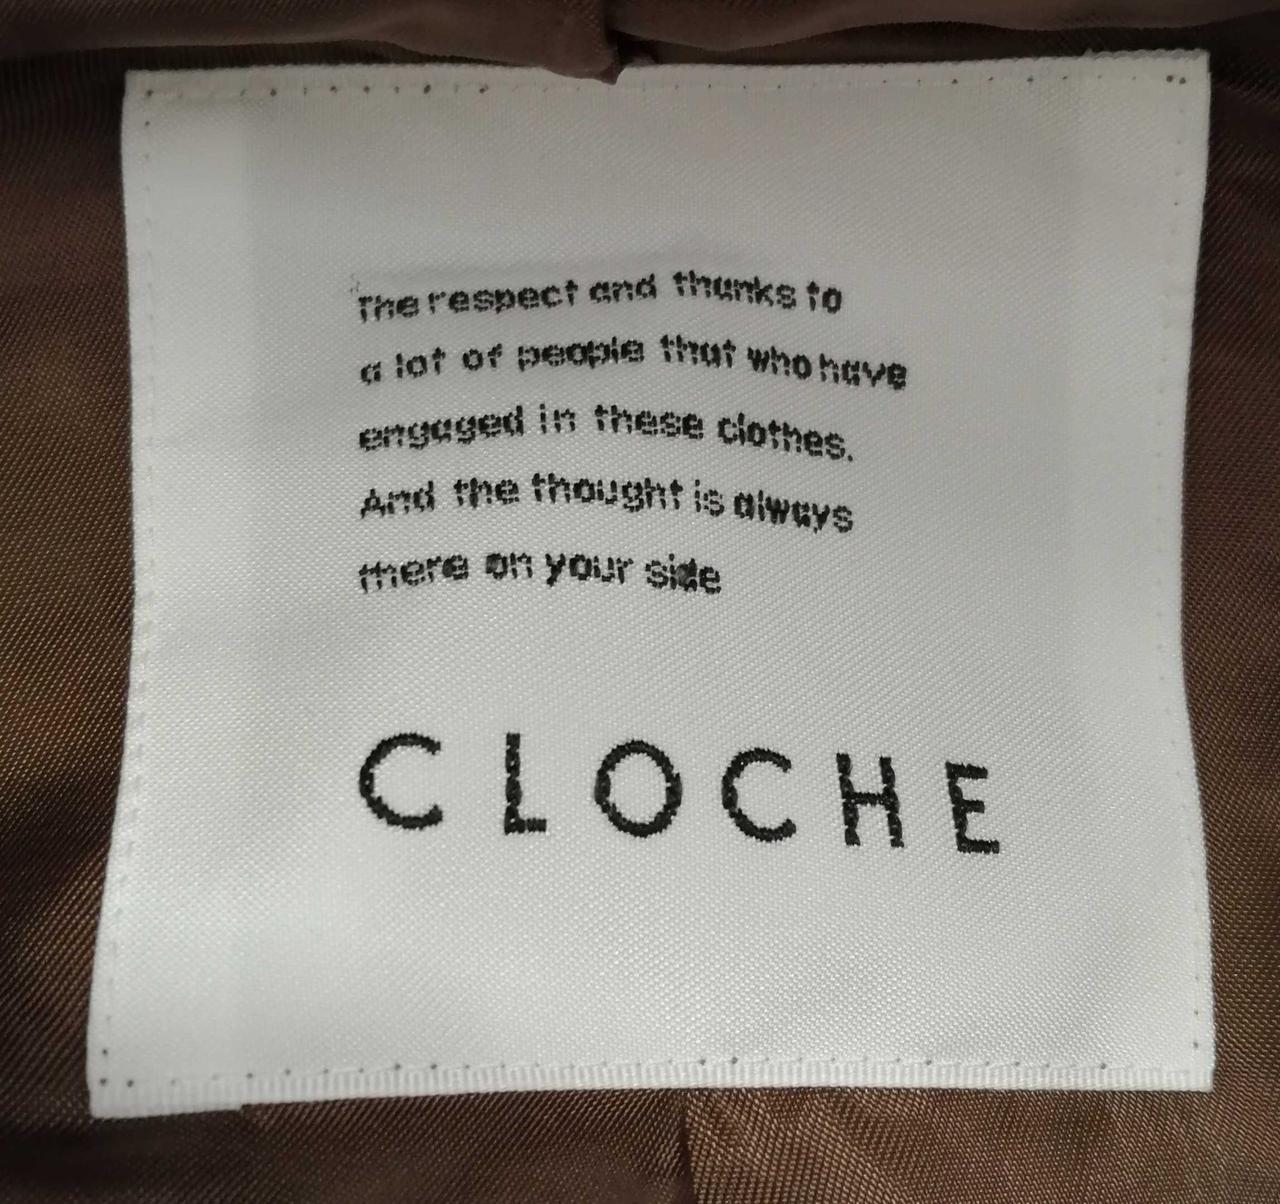 The respect and thanks to
a lot of people that who have
engaged in these clothes.
And the thought is always
there on your side
CLOCHE